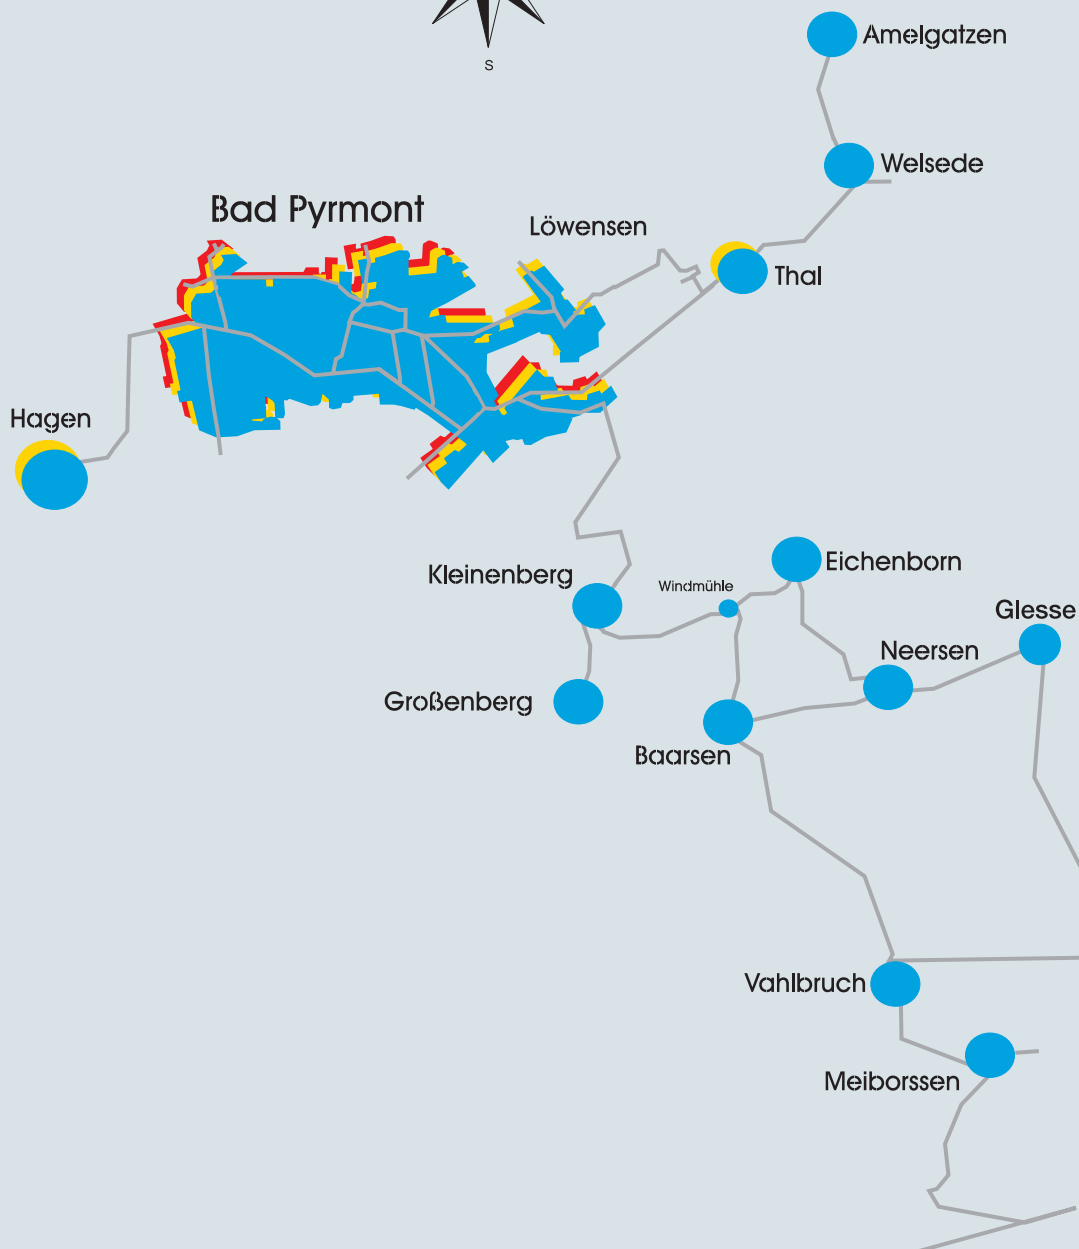 Amelgatzen
S
Welsede
Bad Pyrmont
Löwensen
Thal
Hagen
Eichenborn
Kleinenberg
Windmühle
Glesse
Neersen
Großenberg
Baarsen
Vahlbruch
Meiborssen